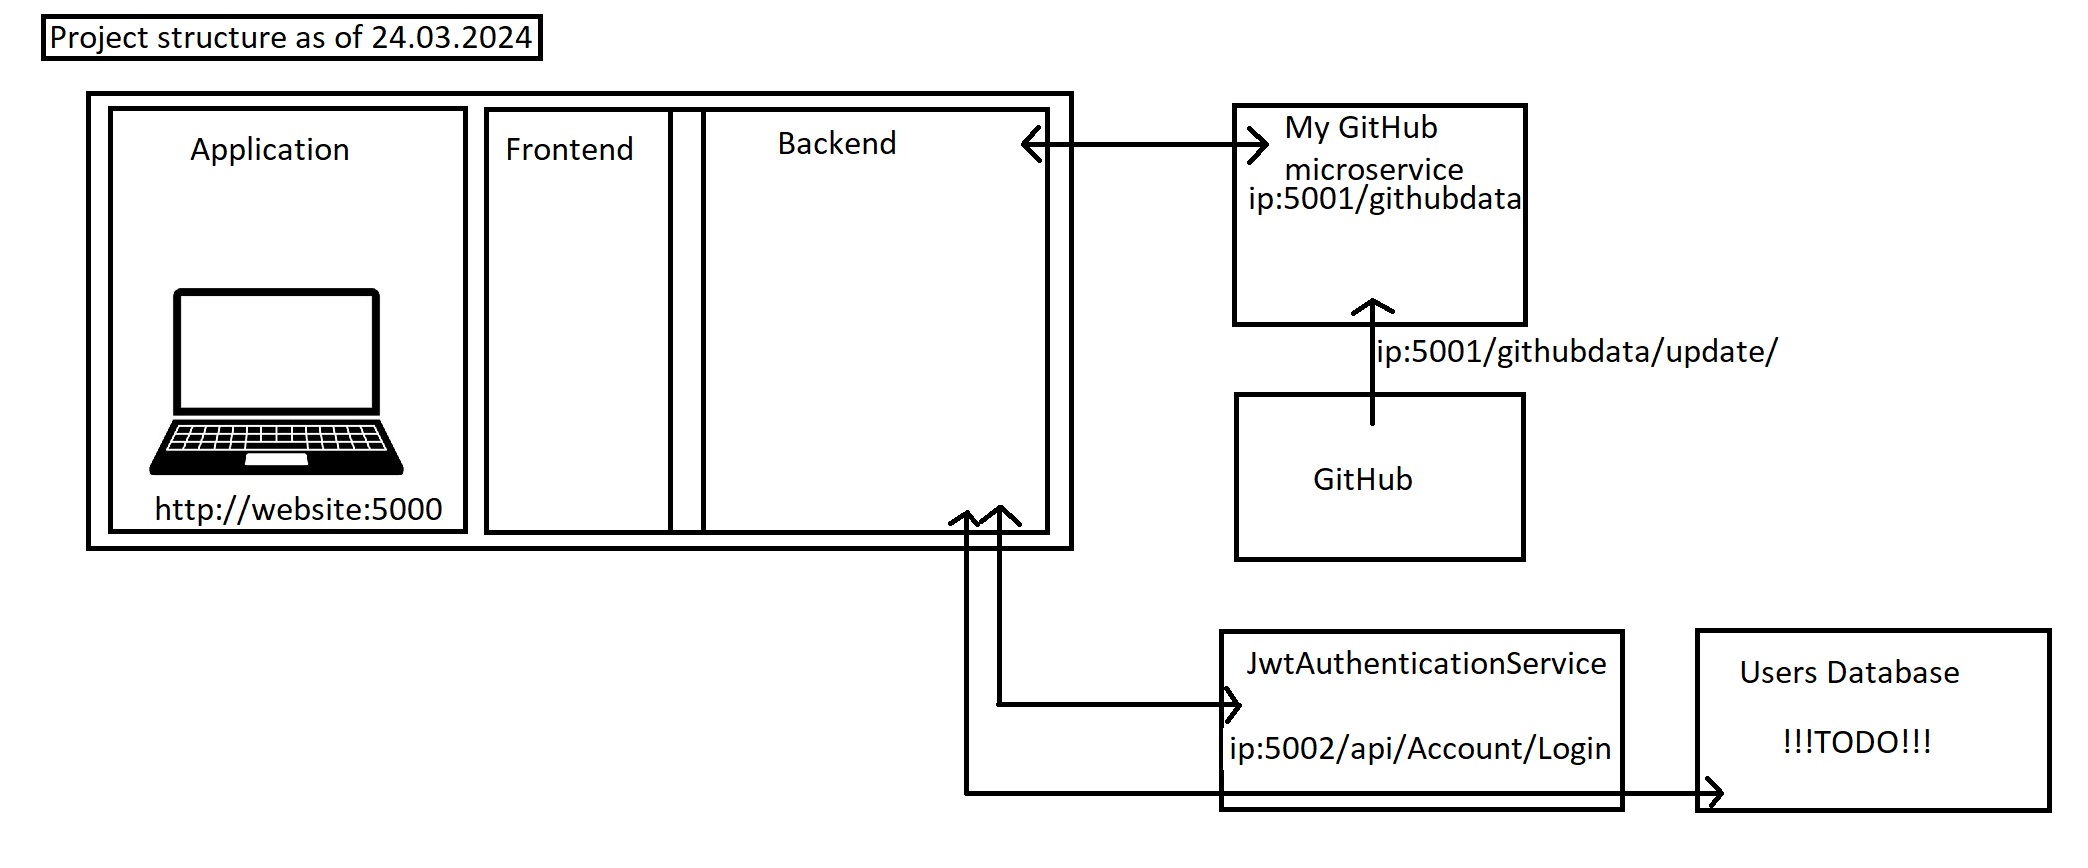 Project structure as of 24.03.2024
Application
Frontend
Backend
http://website:5000
My GitHub
microservice
ip:5001/githubdata
ip:5001/githubdata/update/
GitHub
JwtAuthenticationService
ip:5002/api/Account/Login
Users Database
!!!TODO!!!